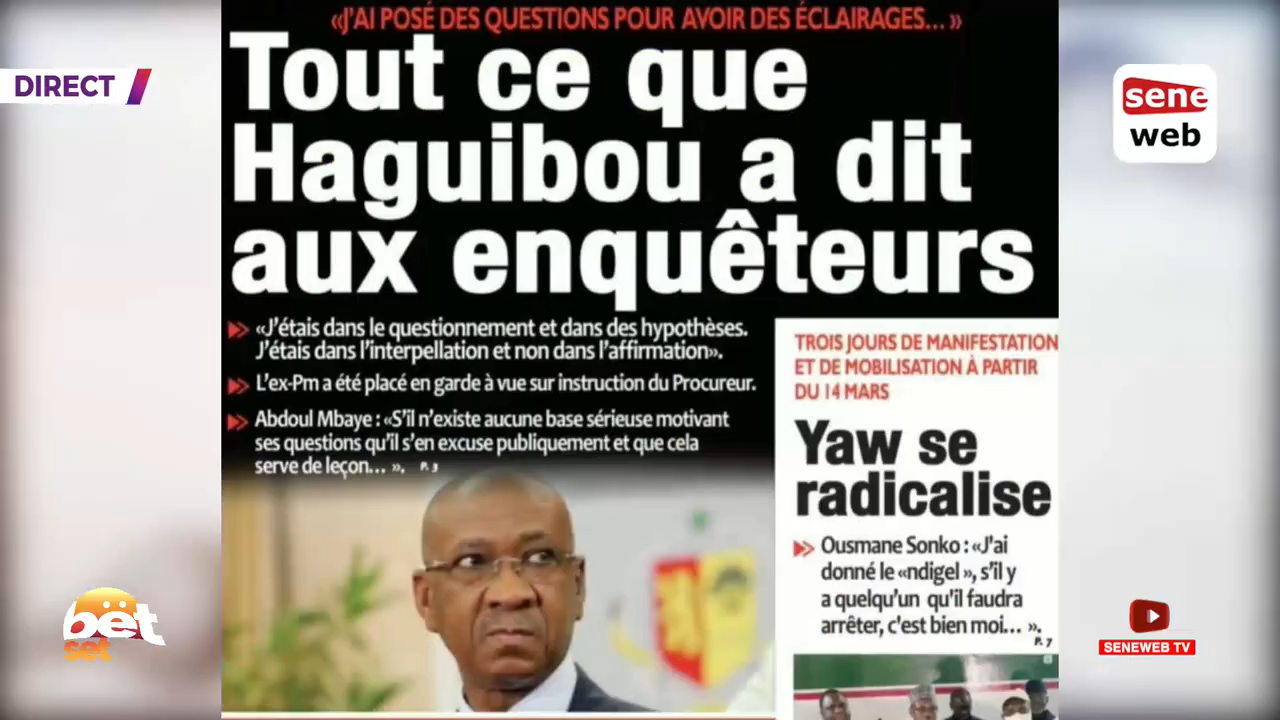 «J'AI POSÉ DES QUESTIONS POUR AVOIR DES ÉCLAIRAGES... »
Tout ce que
Haguibou a dit
aux enquêteurs
«J'étais dans le questionnement et dans des hypothèses.
J'étais dans l'interpellation et non dans l'affirmation».
L'ex-Pm a été placé en garde à vue sur instruction du Procureur.
Abdoul Mbaye : «S'il n'existe aucune base sérieuse motivant
ses questions qu'il s'en excuse publiquement et que cela
serve de leçon... ». P. 3
TROIS JOURS DE MANIFESTATION
ET DE MOBILISATION À PARTIR
DU 14 MARS
Yaw se
radicalise
Ousmane Sonko : «J'ai
donné le «ndigel », s'il y
a quelqu'un qu'il faudra
arrêter, c'est bien moi... ».
P. 7
DIRECT
sene
web
bet
set
SENEWEB TV